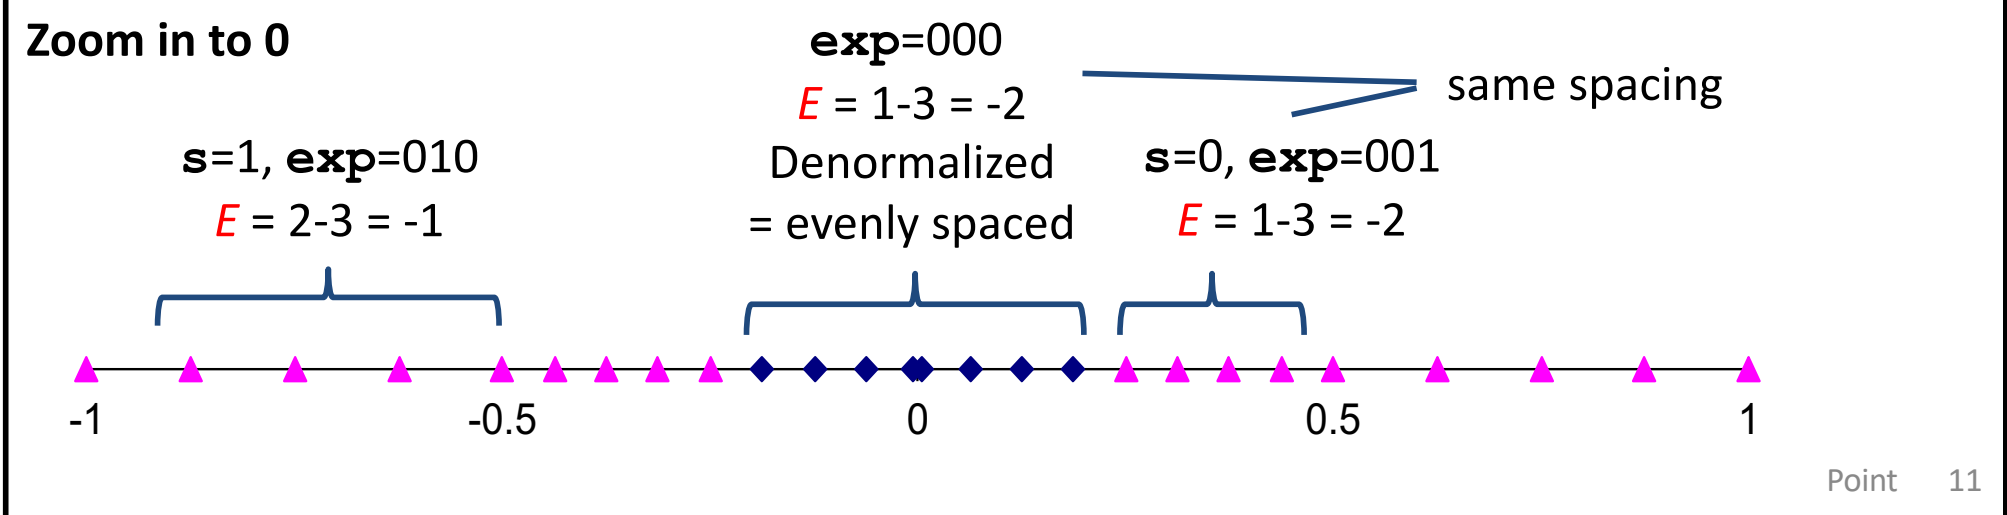 Zoom in to 0
exp=000
E = 1-3 = -2
Denormalized
= evenly spaced
same spacing
s=1, exp=010
E = 2-3 = -1
s=0, exp=001
E = 1-3 = -2
-1
-0.5
0
0.5
1
Point 11